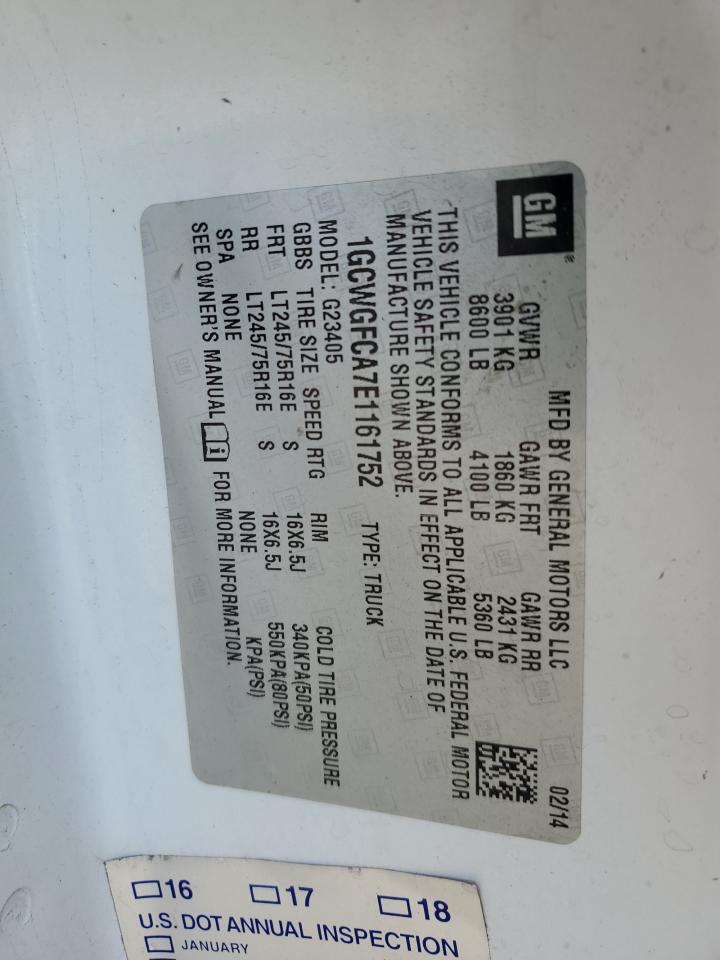 GM
MFD BY GENERAL MOTORS LLC 02/14
GVWR GAWR FRT GAWR RR
3901 KG 1860 KG 2431 KG
8600 LB 4100 LB 5360 LB
THIS VEHICLE CONFORMS TO ALL APPLICABLE U.S. FEDERAL MOTOR
VEHICLE SAFETY STANDARDS IN EFFECT ON THE DATE OF
MANUFACTURE SHOWN ABOVE.
1GCWGFCA7E1161752 TYPE: TRUCK
MODEL: G23405
GBBS TIRE SIZE SPEED RTG RIM COLD TIRE PRESSURE
FRT LT245/75R16E S 16X6.5J 340KPA(50PSI)
RR LT245/75R16E S 16X6.5J 550KPA(80PSI)
SPA NONE NONE KPA(PSI)
SEE OWNER'S MANUAL FOR MORE INFORMATION.
16 17 18
U.S. DOT ANNUAL INSPECTION
JANUARY